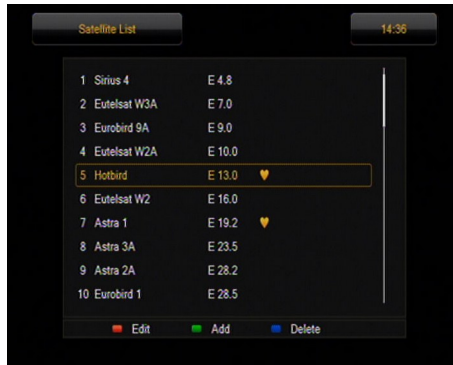 Satellite List 14:36
1 Sirius 4 E 4.8
2 Eutelsat W3A E 7.0
3 Eurobird 9A E 9.0
4 Eutelsat W2A E 10.0
5 Hotbird E 13.0
6 Eutelsat W2 E 16.0
7 Astra 1 E 19.2
8 Astra 3A E 23.5
9 Astra 2A E 28.2
10 Eurobird 1 E 28.5
Edit Add Delete